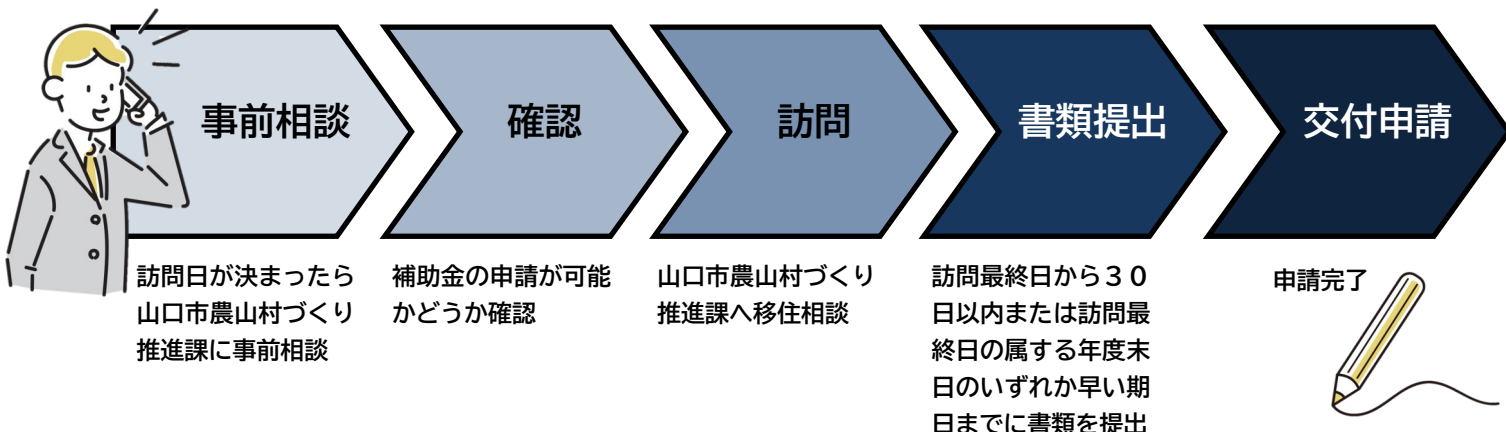 事前相談
確認
訪問
書類提出
交付申請
訪問日が決まったら
山口市農山村づくり
推進課に事前相談
補助金の申請が可能
かどうか確認
山口市農山村づくり
推進課へ移住相談
訪問最終日から３０
日以内または訪問最
終日の属する年度末
日のいずれか早い期
日までに書類を提出
申請完了